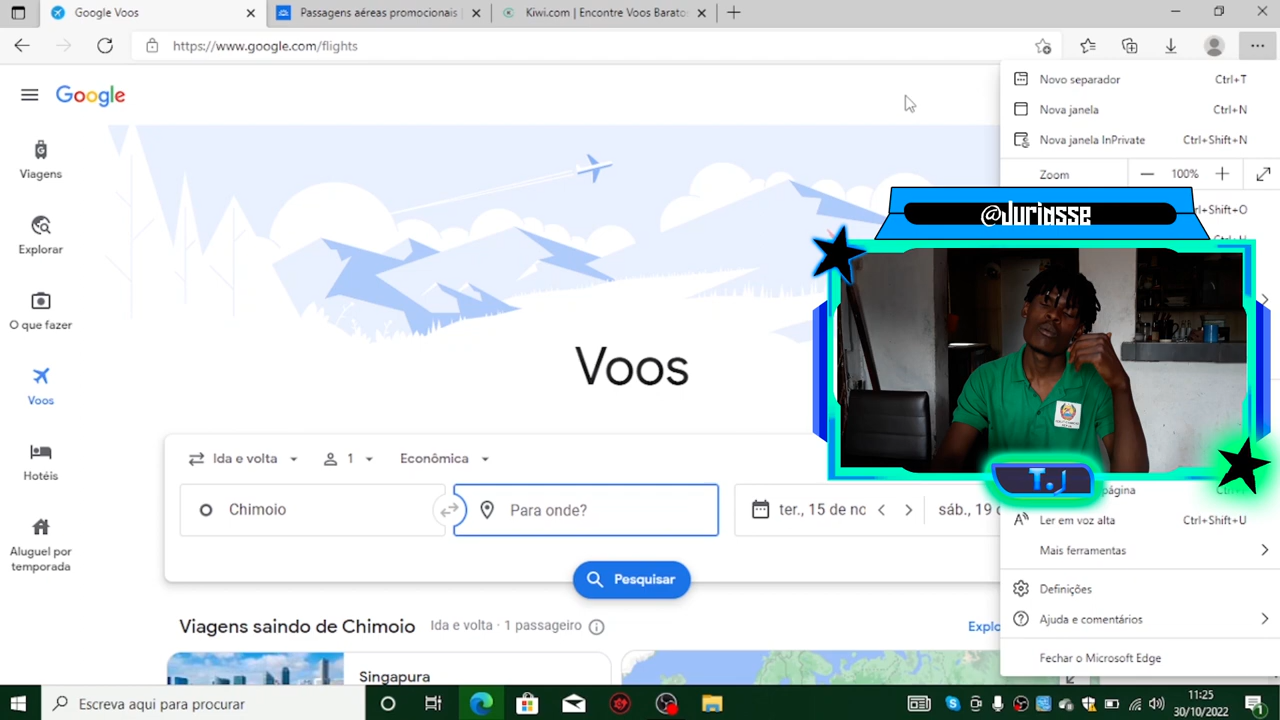 Google Voos
Passagens aéreas promocionais
Kiwi.com | Encontre Voos Barato
https://www.google.com/flights
Google
Novo separador Ctrl+T
Nova janela Ctrl+N
Nova janela InPrivate Ctrl+Shift+N
Zoom 100%
Viagens
Explorar
O que fazer
Voos
Hotéis
Aluguel por
temporada
@Juriasse
T.J
Voos
Ida e volta 1 Econômica
Chimoio Para onde? ter., 15 de no sáb., 19
Pesquisar
Viagens saindo de Chimoio Ida e volta · 1 passageiro Explo
Singapura
página
Ler em voz alta Ctrl+Shift+U
Mais ferramentas
Definições
Ajuda e comentários
Fechar o Microsoft Edge
Escreva aqui para procurar
11:25
30/10/2022
1